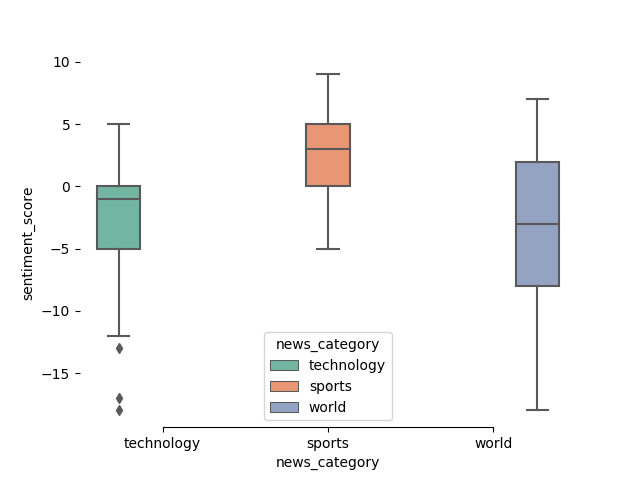 10
5
0
−5
−10
−15
sentiment_score
news_category
technology
sports
world
technology sports world
news_category